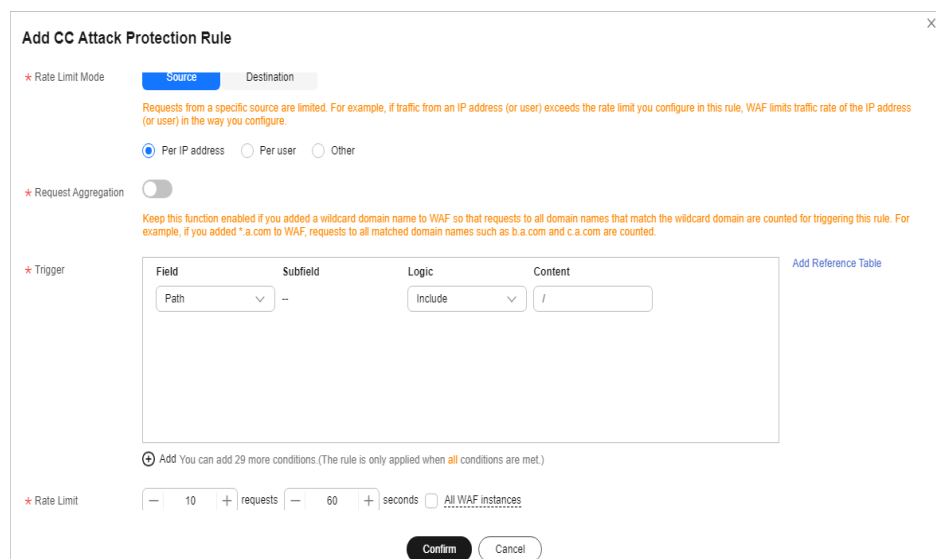 Add CC Attack Protection Rule
* Rate Limit Mode Source Destination
Requests from a specific source are limited. For example, if traffic from an IP address (or user) exceeds the rate limit you configure in this rule, WAF limits traffic rate of the IP address
(or user) in the way you configure.
Per IP address Per user Other
* Request Aggregation
Keep this function enabled if you added a wildcard domain name to WAF so that requests to all domain names that match the wildcard domain are counted for triggering this rule. For
example, if you added *.a.com to WAF, requests to all matched domain names such as b.a.com and c.a.com are counted.
* Trigger Field Subfield Logic Content Add Reference Table
Path -- Include /
Add You can add 29 more conditions.(The rule is only applied when all conditions are met.)
* Rate Limit − 10 + requests − 60 + seconds All WAF instances
Confirm Cancel